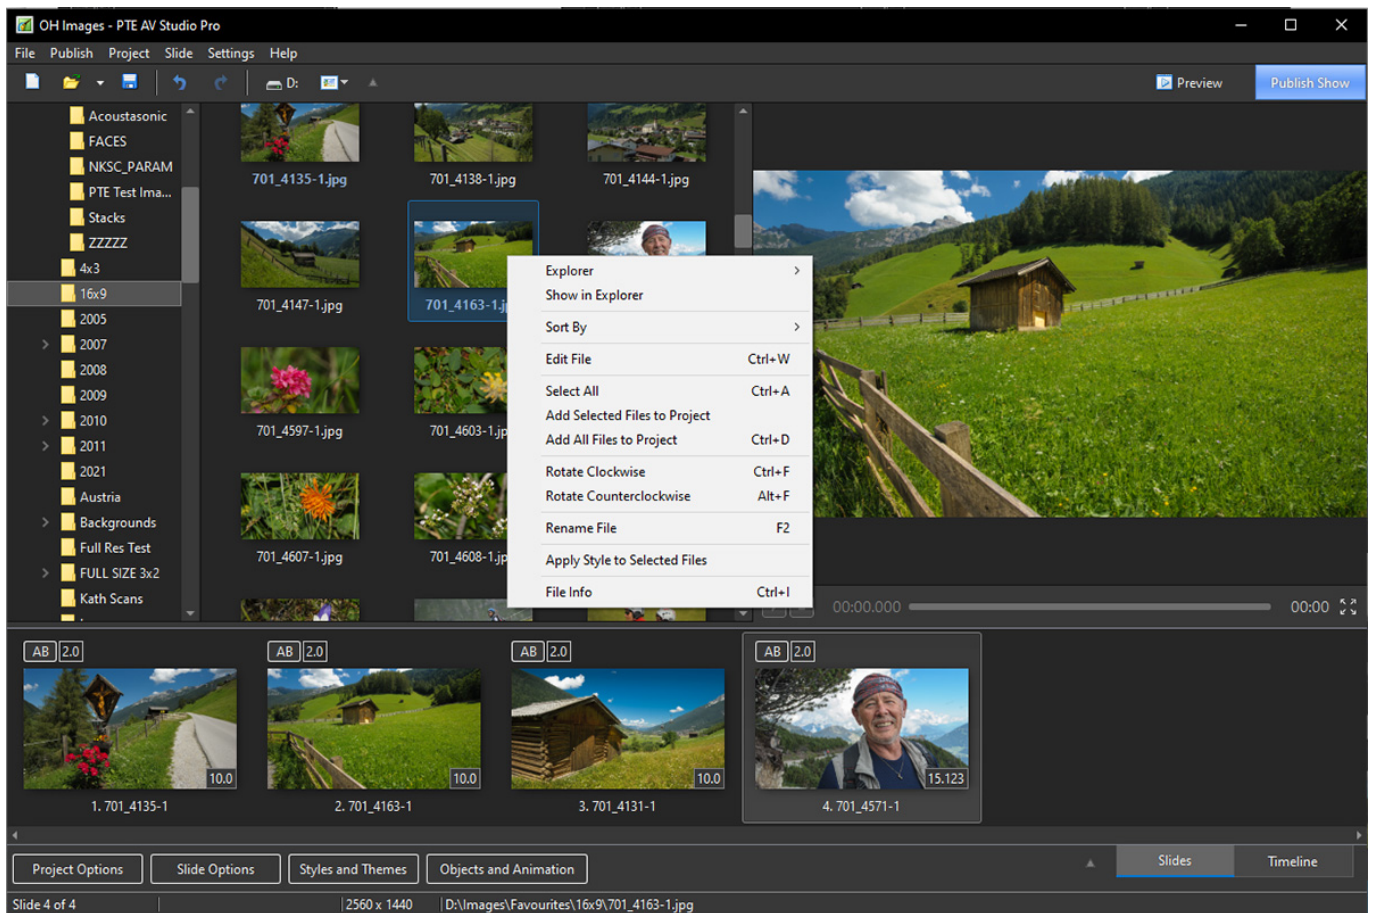 OH Images - PTE AV Studio Pro
File Publish Project Slide Settings Help
D:
Preview
Publish Show
Acoustasonic
FACES
NKSC_PARAM
PTE Test Ima...
Stacks
ZZZZZ
4x3
16x9
2005
2007
2008
2009
2010
2011
2021
Austria
Backgrounds
Full Res Test
FULL SIZE 3x2
Kath Scans
701_4135-1.jpg 701_4138-1.jpg 701_4144-1.jpg
701_4147-1.jpg
701_4597-1.jpg
701_4607-1.jpg
Explorer
Show in Explorer
Sort By
Edit File Ctrl+W
Select All Ctrl+A
Add Selected Files to Project
Add All Files to Project Ctrl+D
Rotate Clockwise Ctrl+F
Rotate Counterclockwise Alt+F
Rename File F2
Apply Style to Selected Files
File Info Ctrl+I
00:00.000 00:00
AB 2.0 AB 2.0 AB 2.0 AB 2.0
10.0 10.0 10.0 15.123
1. 701_4135-1 2. 701_4163-1 3. 701_4131-1 4. 701_4571-1
Project Options Slide Options Styles and Themes Objects and Animation Slides Timeline
Slide 4 of 4 2560 x 1440 D:\Images\Favourites\16x9\701_4163-1.jpg